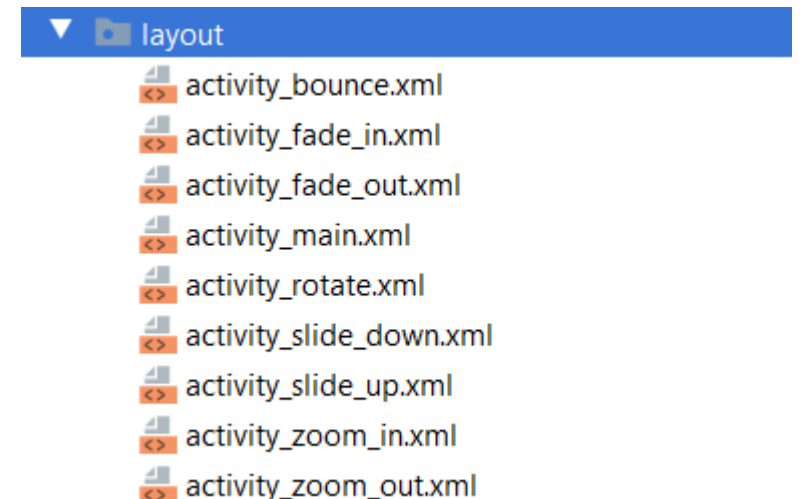 layout
activity_bounce.xml
activity_fade_in.xml
activity_fade_out.xml
activity_main.xml
activity_rotate.xml
activity_slide_down.xml
activity_slide_up.xml
activity_zoom_in.xml
activity_zoom_out.xml